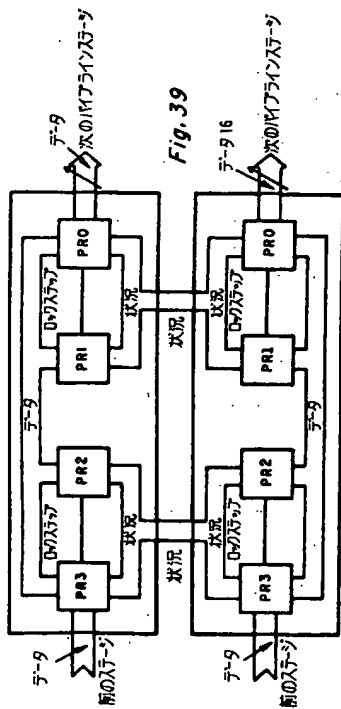 データ
次のパイプラインステージ
PR0
ロックステップ
状況
PR1
データ
PR2
ロックステップ
状況
PR3
データ
前のステージ
状況
状況
Fig. 39
データ16
次のパイプラインステージ
PR0
ロックステップ
状況
PR1
データ
PR2
ロックステップ
状況
PR3
データ
前のステージ